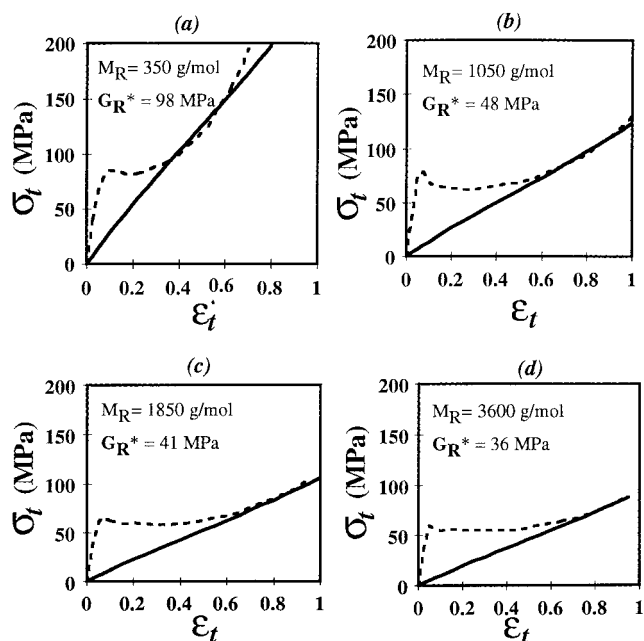 (a)
200
150
100
50
0
σt (MPa)
MR= 350 g/mol
GR* = 98 MPa
0 0.2 0.4 0.6 0.8 1
εt
(b)
200
150
100
50
0
σt (MPa)
MR= 1050 g/mol
GR* = 48 MPa
0 0.2 0.4 0.6 0.8 1
εt
(c)
200
150
100
50
0
σt (MPa)
MR= 1850 g/mol
GR* = 41 MPa
0 0.2 0.4 0.6 0.8 1
εt
(d)
200
150
100
50
0
σt (MPa)
MR= 3600 g/mol
GR* = 36 MPa
0 0.2 0.4 0.6 0.8 1
εt